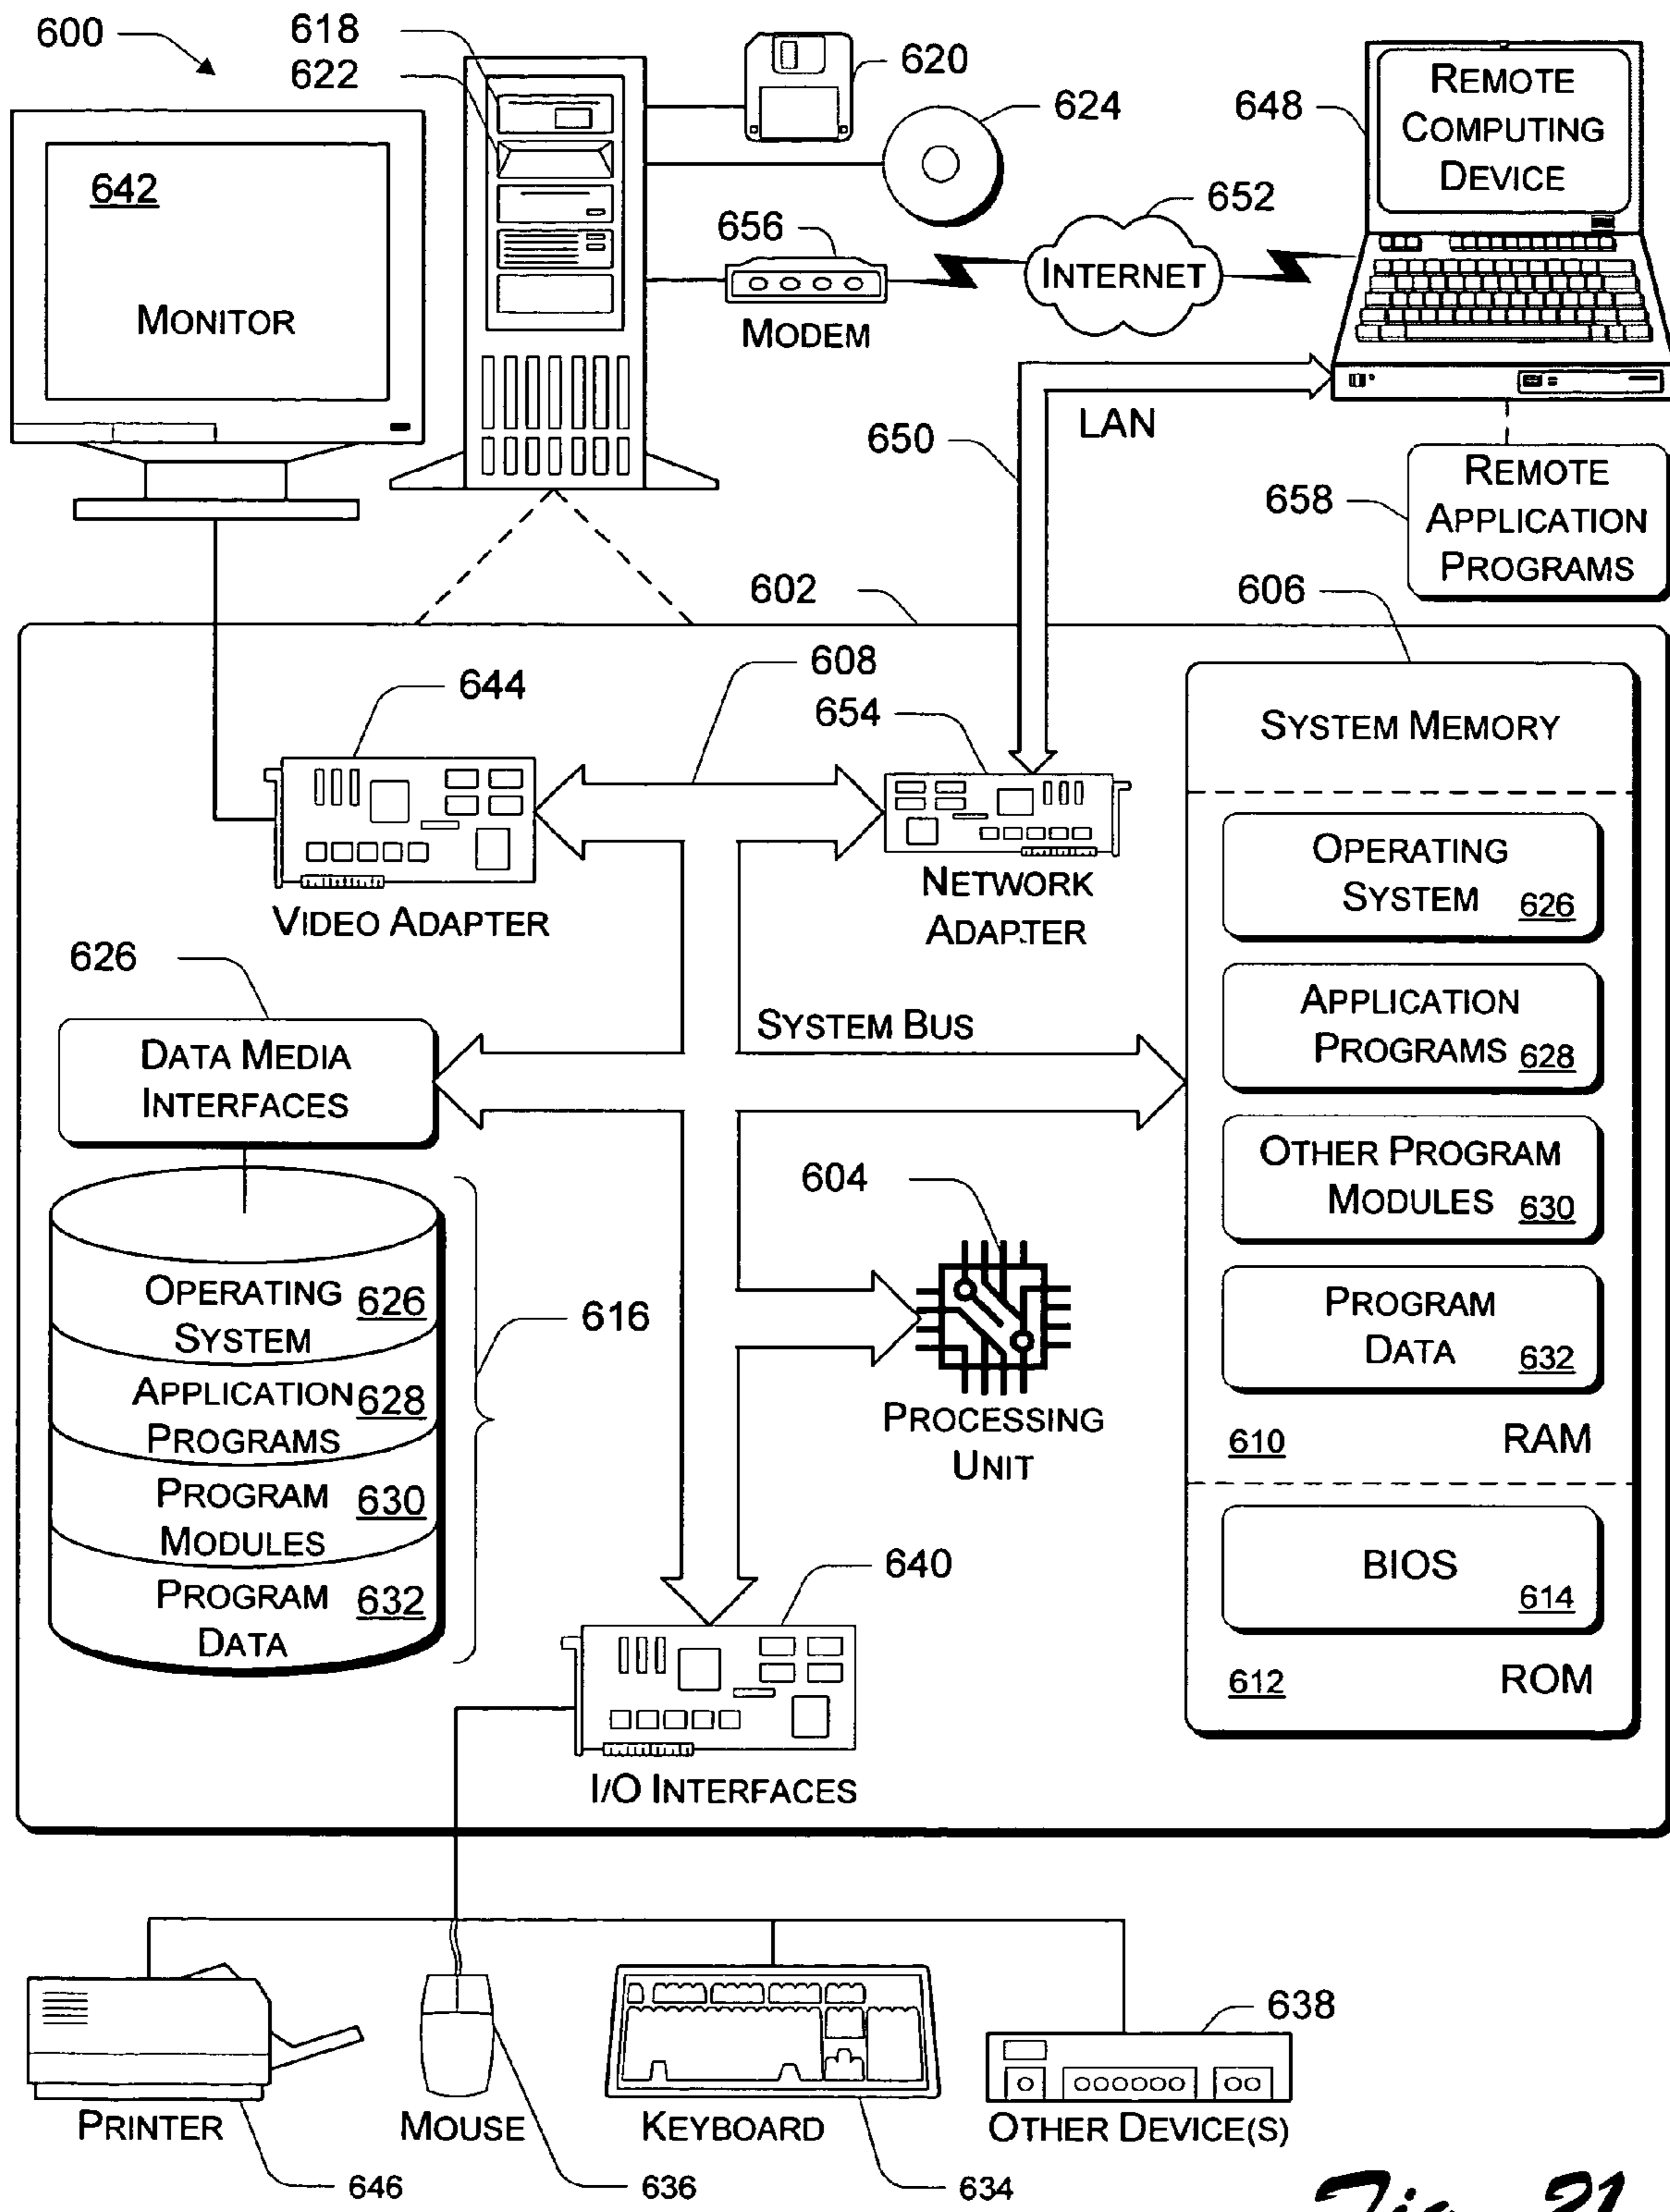 600
618
622
620
624
648
REMOTE
COMPUTING
DEVICE
642
MONITOR
656
MODEM
652
INTERNET
650
LAN
658
REMOTE
APPLICATION
PROGRAMS
602
606
608
644
654
VIDEO ADAPTER
NETWORK
ADAPTER
SYSTEM MEMORY
OPERATING
SYSTEM 626
APPLICATION
PROGRAMS 628
OTHER PROGRAM
MODULES 630
PROGRAM
DATA 632
610 RAM
BIOS
614
612 ROM
626
DATA MEDIA
INTERFACES
SYSTEM BUS
604
PROCESSING
UNIT
OPERATING 626
SYSTEM
APPLICATION 628
PROGRAMS
PROGRAM 630
MODULES
PROGRAM 632
DATA
616
640
I/O INTERFACES
PRINTER
646
MOUSE
636
KEYBOARD
634
638
OTHER DEVICE(S)
Fig. 21